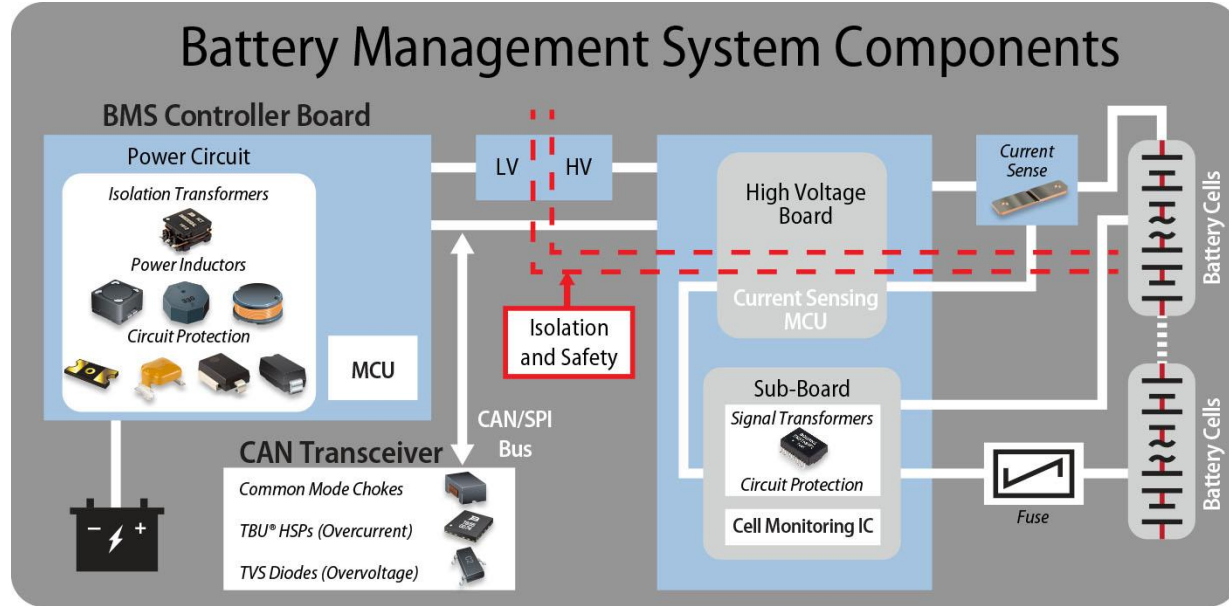 Battery Management System Components
BMS Controller Board
Power Circuit
Isolation Transformers
Power Inductors
Circuit Protection
MCU
LV
HV
High Voltage
Board
Current Sensing
MCU
Current
Sense
Battery Cells
Isolation
and Safety
CAN/SPI
Bus
Sub-Board
Signal Transformers
Circuit Protection
Cell Monitoring IC
Fuse
Battery Cells
CAN Transceiver
Common Mode Chokes
TBU® HSPs (Overcurrent)
TVS Diodes (Overvoltage)